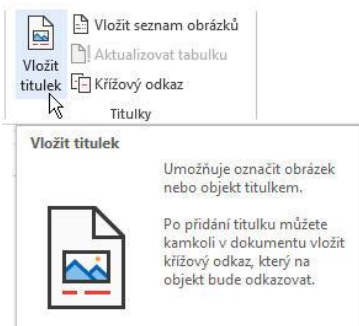 Vložit titulek
Vložit seznam obrázků
Aktualizovat tabulku
Křížový odkaz
Titulky
Vložit titulek
Umožňuje označit obrázek
nebo objekt titulkem.
Po přidání titulku můžete
kamkoli v dokumentu vložit
křížový odkaz, který na
objekt bude odkazovat.